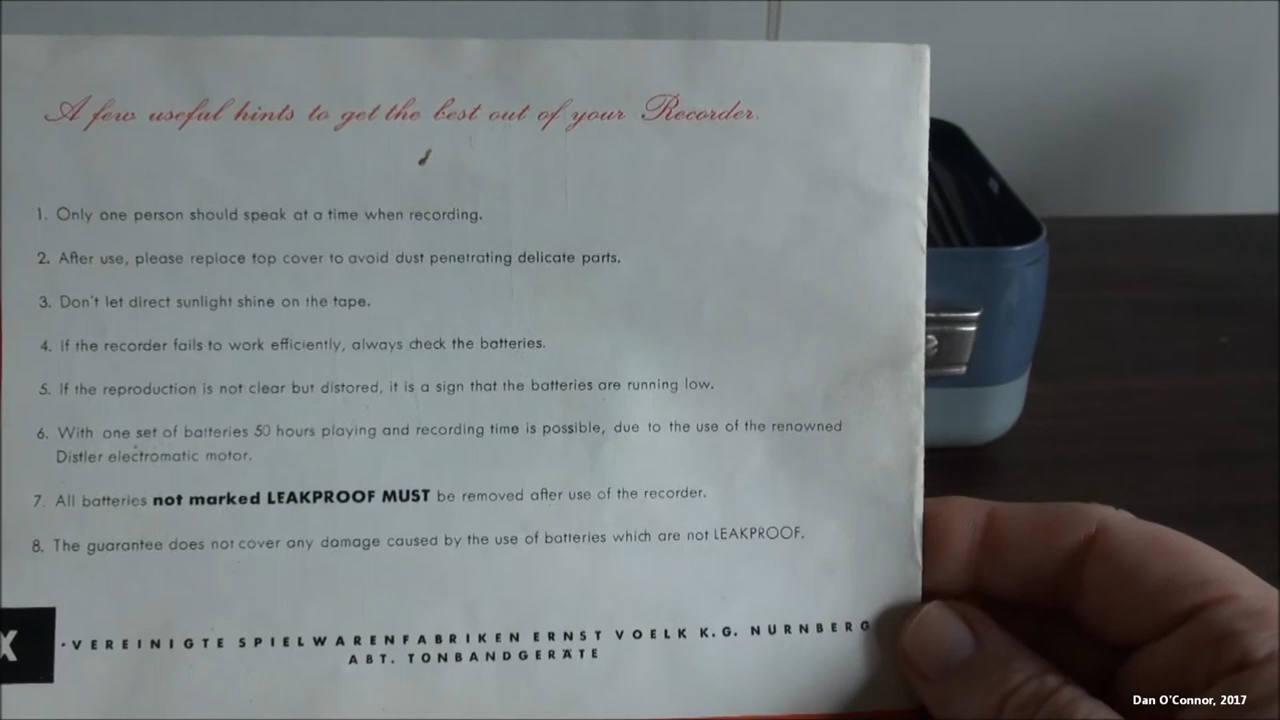 A few useful hints to get the best out of your Recorder.
1. Only one person should speak at a time when recording.
2. After use, please replace top cover to avoid dust penetrating delicate parts.
3. Don't let direct sunlight shine on the tape.
4. If the recorder fails to work efficiently, always check the batteries.
5. If the reproduction is not clear but distored, it is a sign that the batteries are running low.
6. With one set of batteries 50 hours playing and recording time is possible, due to the use of the renowned
Distler electromatic motor.
7. All batteries not marked LEAKPROOF MUST be removed after use of the recorder.
8. The guarantee does not cover any damage caused by the use of batteries which are not LEAKPROOF.
X · VEREINIGTE SPIELWARENFABRIKEN ERNST VOELK K.G. NURNBERG
ABT. TONBANDGERÄTE
Dan O'Connor, 2017